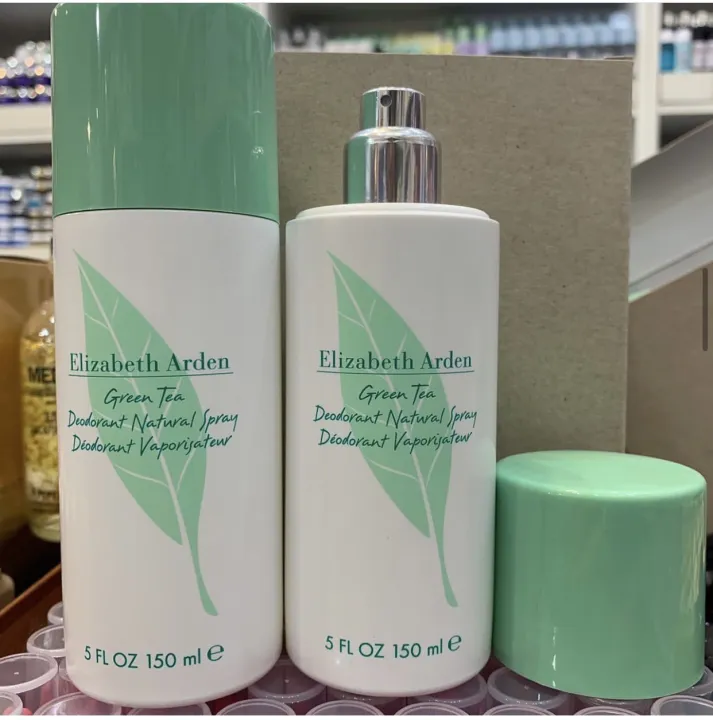 Elizabeth Arden
Green Tea
Deodorant Natural Spray
Déodorant Vaporisateur
5 FL OZ 150 ml e
Elizabeth Arden
Green Tea
Deodorant Natural Spray
Déodorant Vaporisateur
5 FL OZ 150 ml e